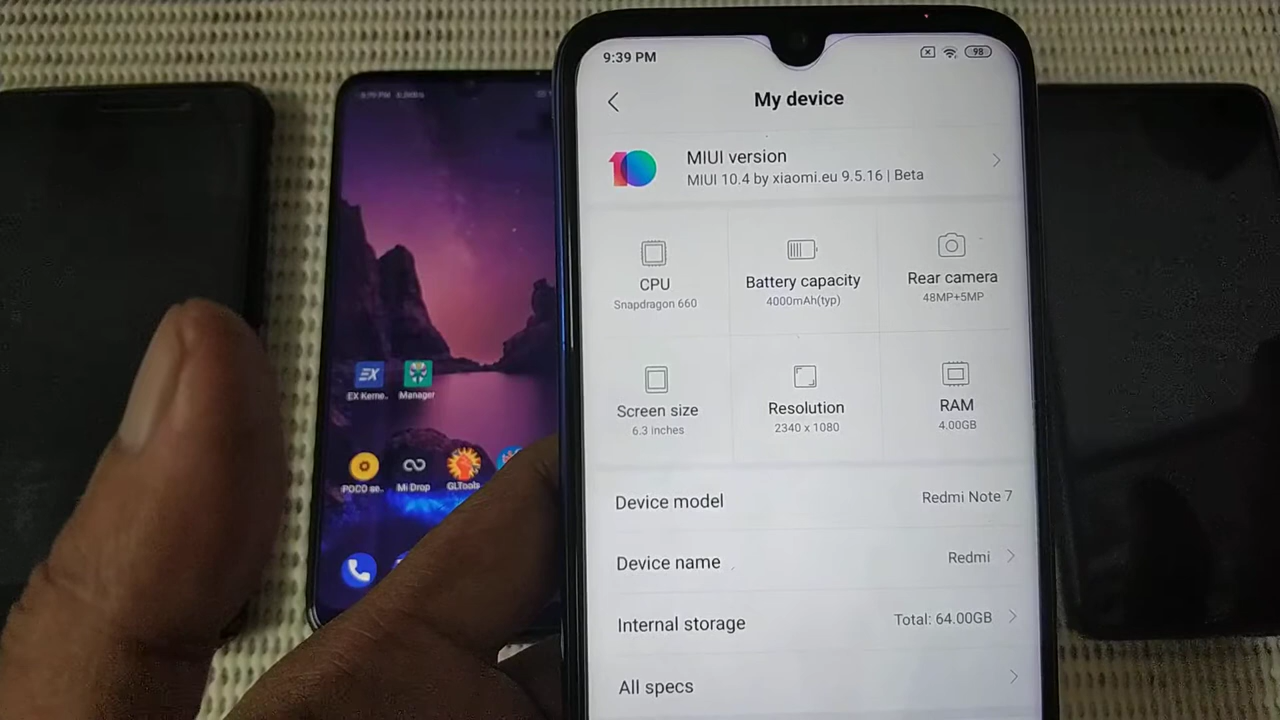 9:39 PM
98
My device
10
MIUI version
MIUI 10.4 by xiaomi.eu 9.5.16 | Beta
CPU
Snapdragon 660
Battery capacity
4000mAh(typ)
Rear camera
48MP+5MP
Screen size
6.3 inches
Resolution
2340 x 1080
RAM
4.00GB
Device model
Redmi Note 7
Device name
Redmi
Internal storage
Total: 64.00GB
All specs
EX
EX Kerne..
Manager
POCO se..
Mi Drop
GLTools